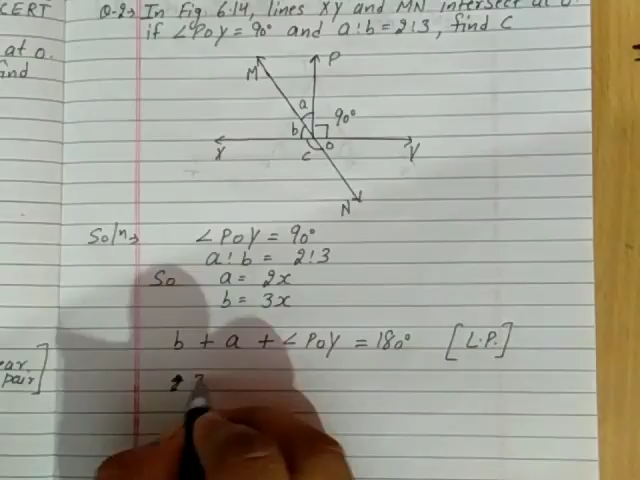 CERT
at O.
find
Q-2→ In Fig. 6.14, lines XY and MN intersect at O.
if ∠POY = 90° and a:b = 2:3, find C
M
P
a
90°
b
X
C
O
Y
N
Soln→ ∠POY = 90°
a:b = 2:3
So a = 2x
b = 3x
b + a + ∠POY = 180° [L.P.]
pair]